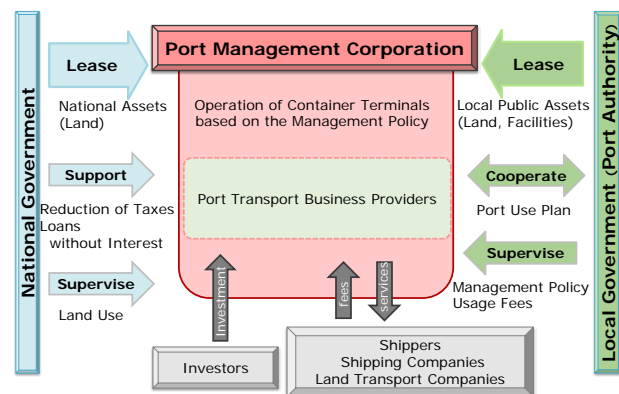 National Government
Port Management Corporation
Local Government (Port Authority)
Lease
National Assets
(Land)
Operation of Container Terminals
based on the Management Policy
Lease
Local Public Assets
(Land, Facilities)
Support
Reduction of Taxes
Loans
without Interest
Port Transport Business Providers
Cooperate
Port Use Plan
Supervise
Land Use
Supervise
Management Policy
Usage Fees
Investment
fees
services
Investors
Shippers
Shipping Companies
Land Transport Companies